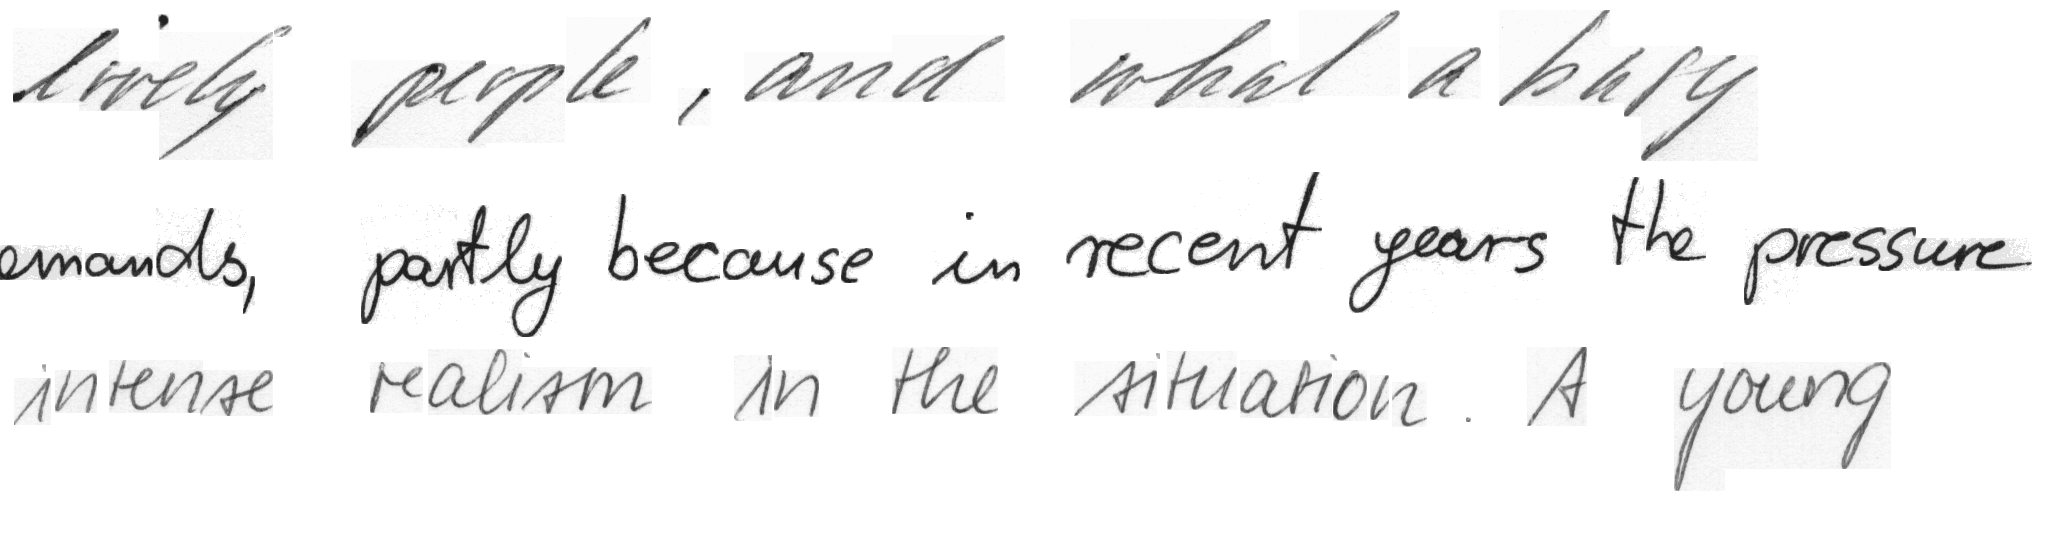 lively people, and what a busy
emands, partly because in recent years the pressure
intense realism in the situation. A young